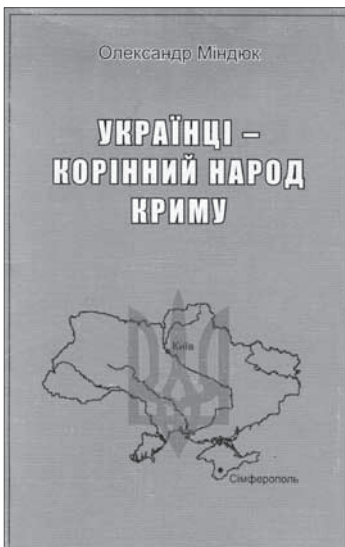 Олександр Міндюк
УКРАЇНЦІ –
КОРІННИЙ НАРОД
КРИМУ
Київ
Сімферополь